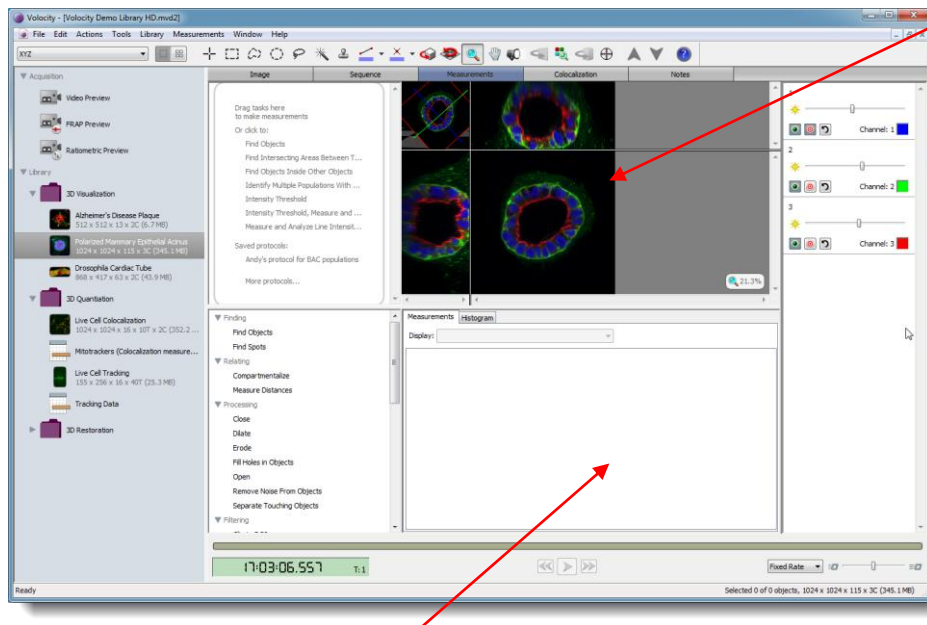 Volocity - [Volocity Demo Library HD.mvd2]
File Edit Actions Tools Library Measurements Window Help
XYZ
Acquisition
Video Preview
FRAP Preview
Ratiometric Preview
Library
3D Visualization
Alzheimer's Disease Plaque
512 x 512 x 13 x 2C (6.7 MB)
Polarized Mammary Epithelial Acinus
1024 x 1024 x 115 x 3C (345.1 MB)
Drosophila Cardiac Tube
868 x 417 x 63 x 2C (43.9 MB)
3D Quantiation
Live Cell Colocalization
1024 x 1024 x 16 x 10T x 2C (352.2 ...
Mitotrackers (Colocalization measure...
Live Cell Tracking
155 x 256 x 16 x 40T (25.3 MB)
Tracking Data
3D Restoration
Image Sequence Measurements Colocalization Notes
Drag tasks here
to make measurements
Or click to:
Find Objects
Find Intersecting Areas Between T...
Find Objects Inside Other Objects
Identify Multiple Populations With ...
Intensity Threshold
Intensity Threshold, Measure and ...
Measure and Analyze Line Intensit...
Saved protocols:
Andy's protocol for BAC populations
More protocols...
21.3%
Channel: 1
2
Channel: 2
3
Channel: 3
Finding
Find Objects
Find Spots
Relating
Compartmentalize
Measure Distances
Processing
Close
Dilate
Erode
Fill Holes in Objects
Open
Remove Noise From Objects
Separate Touching Objects
Filtering
Measurements Histogram
Display:
17:03:06.557 T: 1
Fixed Rate
Ready
Selected 0 of 0 objects, 1024 x 1024 x 115 x 3C (345.1 MB)